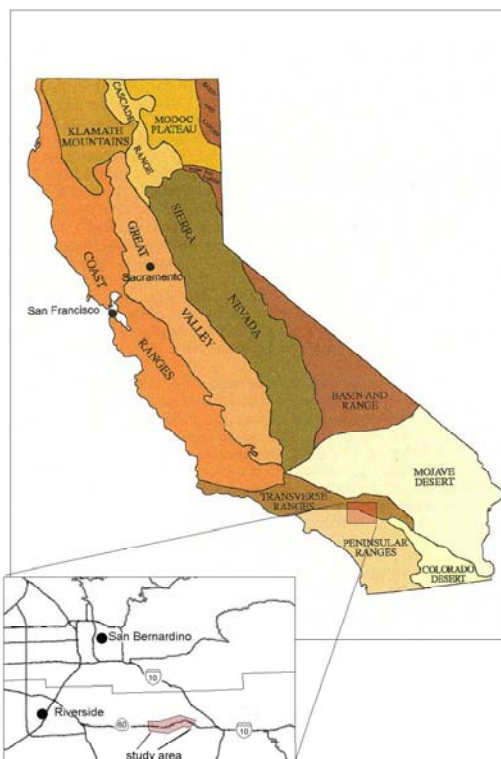 CASCADE
RANGE
MODOC
PLATEAU
KLAMATH
MOUNTAINS
COAST
RANGES
GREAT
VALLEY
SIERRA
NEVADA
Sacramento
San Francisco
BASIN AND
RANGE
MOJAVE
DESERT
TRANSVERSE
RANGES
PENINSULAR
RANGES
COLORADO
DESERT
San Bernardino
10
Riverside
60
10
study area